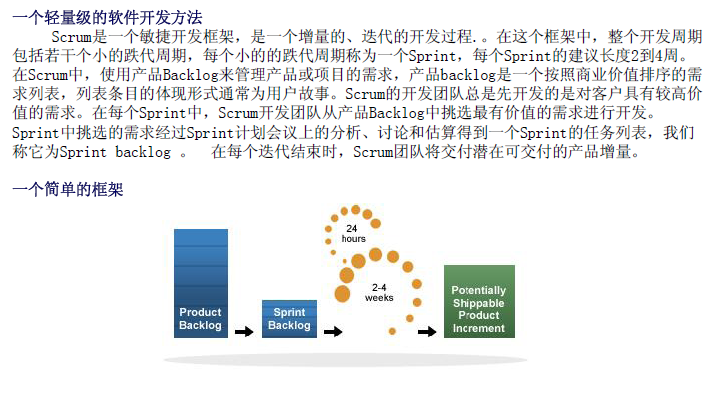 一个轻量级的软件开发方法
Scrum是一个敏捷开发框架，是一个增量的、迭代的开发过程.。在这个框架中，整个开发周期
包括若干个小的跌代周期，每个小的的跌代周期称为一个Sprint，每个Sprint的建议长度2到4周。
在Scrum中，使用产品Backlog来管理产品或项目的需求，产品backlog是一个按照商业价值排序的需
求列表，列表条目的体现形式通常为用户故事。Scrum的开发团队总是先开发的是对客户具有较高价
值的需求。在每个Sprint中，Scrum开发团队从产品Backlog中挑选最有价值的需求进行开发。
Sprint中挑选的需求经过Sprint计划会议上的分析、讨论和估算得到一个Sprint的任务列表，我们
称它为Sprint backlog 。 在每个迭代结束时，Scrum团队将交付潜在可交付的产品增量。
一个简单的框架
24
hours
2-4
weeks
Product
Backlog
Sprint
Backlog
Potentially
Shippable
Product
Increment